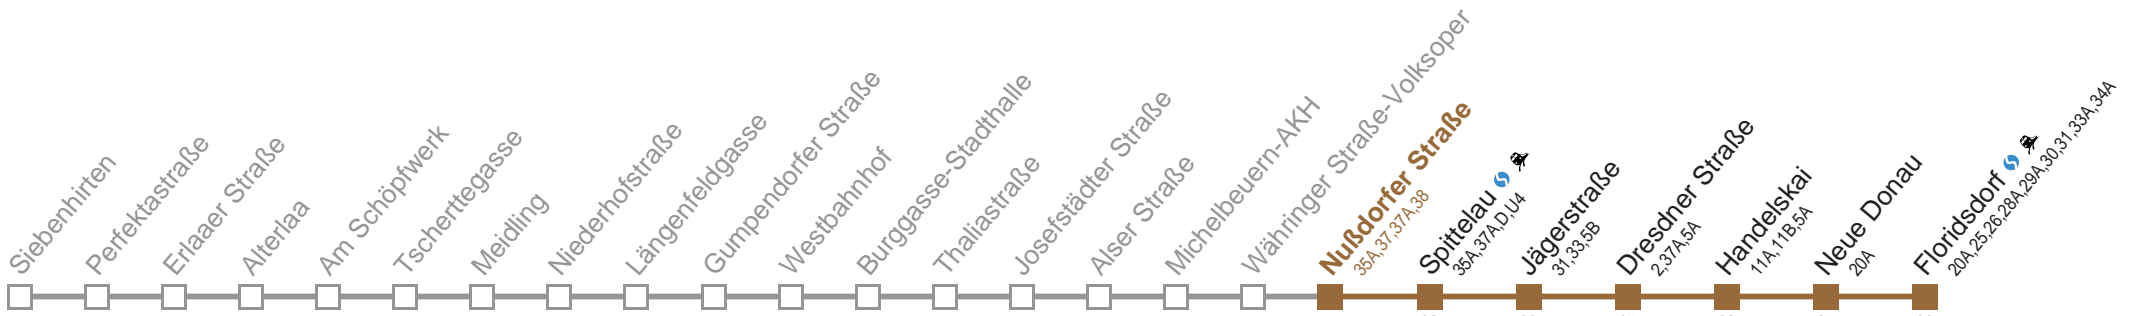 Siebenhirten
Perfektastraße
Erlaaer Straße
Alterlaa
Am Schöpfwerk
Tscherttegasse
Meidling
Niederhofstraße
Längenfeldgasse
Gumpendorfer Straße
Westbahnhof
Burggasse-Stadthalle
Thaliastraße
Josefstädter Straße
Alser Straße
Michelbeuern-AKH
Währinger Straße-Volksoper
Nußdorfer Straße
35A,37,37A,38
Spittelau
35A,37A,D,U4
Jägerstraße
31,33,5B
Dresdner Straße
2,37A,5A
Handelskai
11A,11B,5A
Neue Donau
20A
Floridsdorf
20A,25,26,28A,29A,30,31,33A,34A